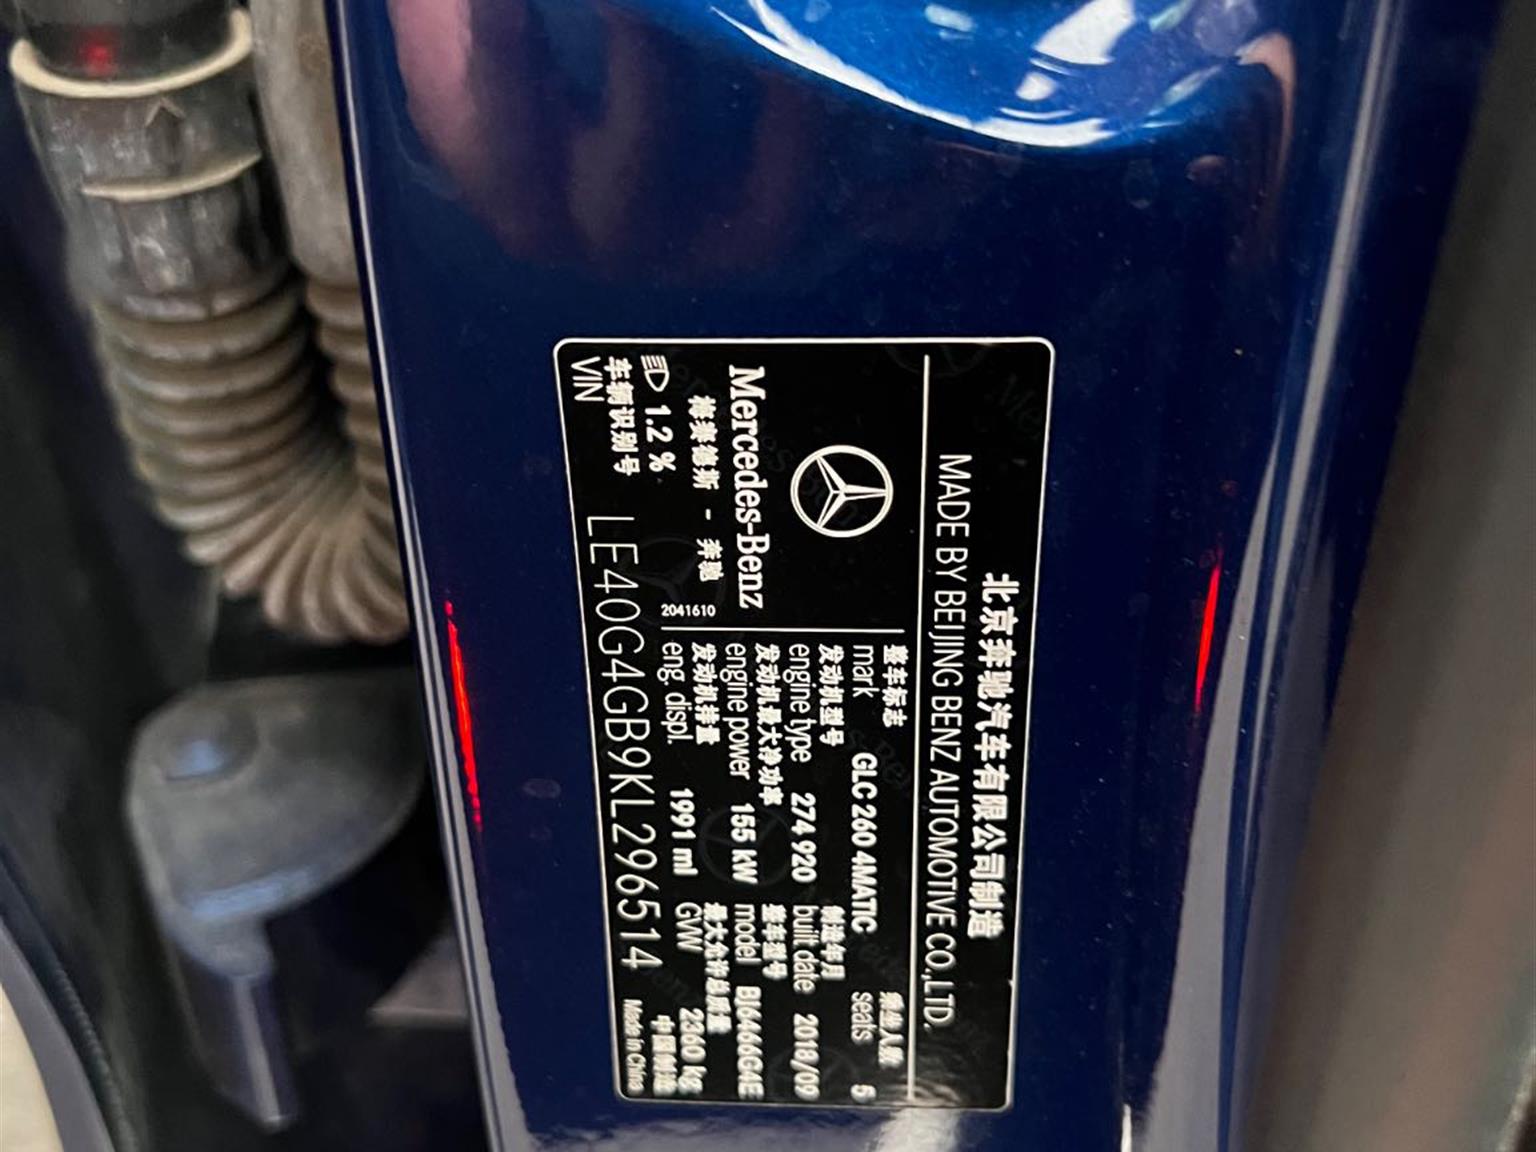 北京奔驰汽车有限公司制造
MADE BY BEIJING BENZ AUTOMOTIVE CO.,LTD.
Mercedes-Benz
梅赛德斯 - 奔驰
1.2 %
2041610
整车标志
mark GLC 260 4MATIC
乘坐人数
seats 5
发动机型号
engine type 274 920
制造年月
built date 2018/09
发动机最大净功率
engine power 155 kW
整车型号
model BJ6466G4E
发动机排量
eng. displ. 1991 ml
最大允许总质量
GVW 2360 kg
车辆识别号
VIN LE40G4GB9KL296514
中国制造
Made in China